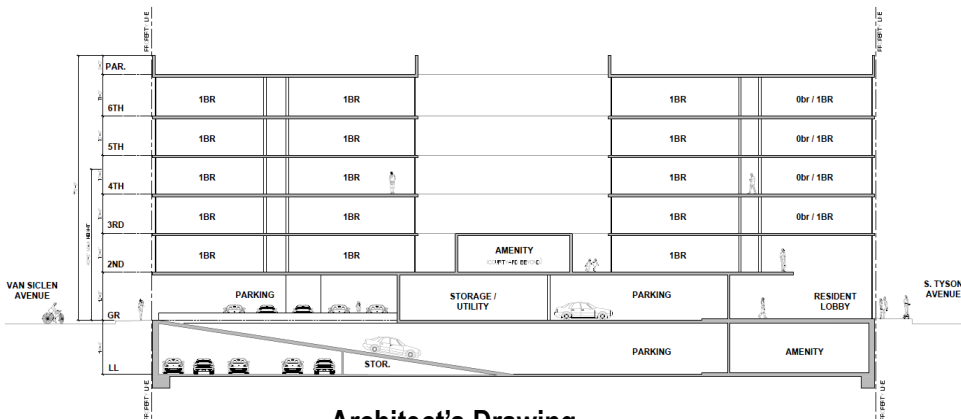 PAR.
6TH
1BR
1BR
1BR
0br / 1BR
5TH
1BR
1BR
1BR
0br / 1BR
4TH
1BR
1BR
1BR
0br / 1BR
3RD
1BR
1BR
1BR
0br / 1BR
2ND
1BR
1BR
AMENITY
1BR
VAN SICLEN
AVENUE
GR
PARKING
STORAGE /
UTILITY
PARKING
RESIDENT
LOBBY
S. TYSON
AVENUE
LL
STOR.
PARKING
AMENITY
Architect's Drawing